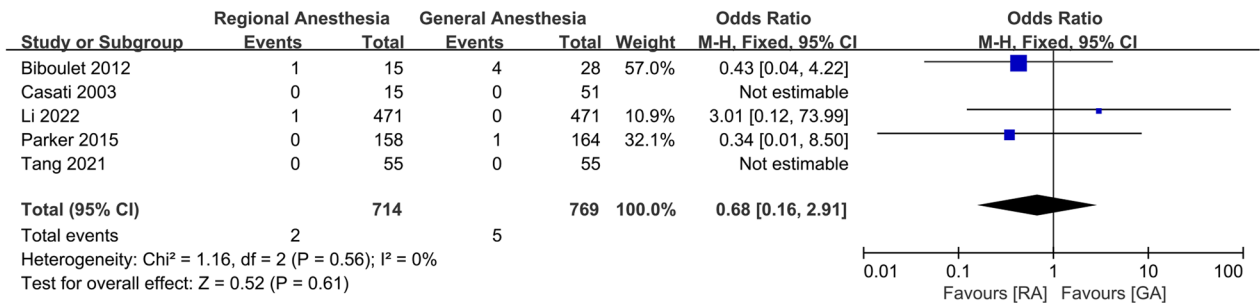 Regional Anesthesia General Anesthesia Odds Ratio Odds Ratio
Study or Subgroup Events Total Events Total Weight M-H, Fixed, 95% CI M-H, Fixed, 95% CI
Biboulet 2012 1 15 4 28 57.0% 0.43 [0.04, 4.22]
Casati 2003 0 15 0 51 Not estimable
Li 2022 1 471 0 471 10.9% 3.01 [0.12, 73.99]
Parker 2015 0 158 1 164 32.1% 0.34 [0.01, 8.50]
Tang 2021 0 55 0 55 Not estimable
Total (95% CI) 714 769 100.0% 0.68 [0.16, 2.91]
Total events 2 5
Heterogeneity: Chi² = 1.16, df = 2 (P = 0.56); I² = 0%
Test for overall effect: Z = 0.52 (P = 0.61)
0.01 0.1 1 10 100
Favours [RA] Favours [GA]